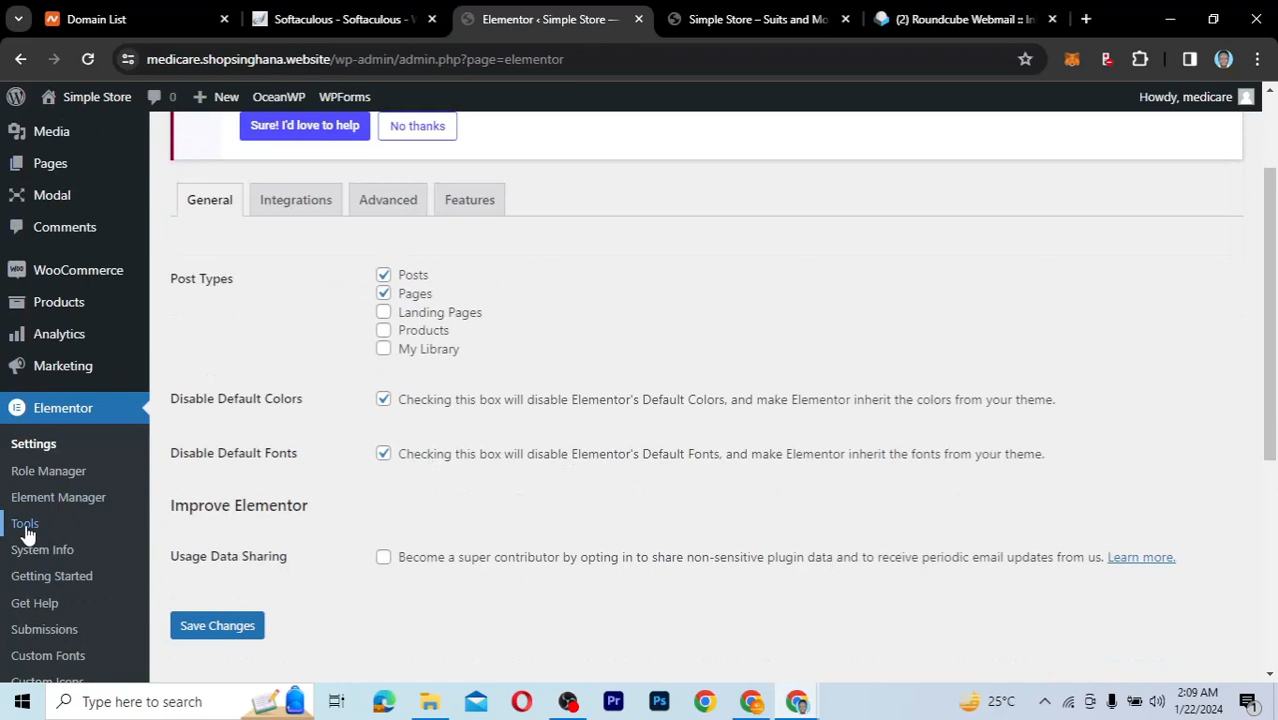 Domain List
Softaculous - Softaculous - W
Elementor ‹ Simple Store —
Simple Store – Suits and Mo
(2) Roundcube Webmail :: In
medicare.shopsinghana.website/wp-admin/admin.php?page=elementor
Simple Store
0
New
OceanWP
WPForms
Howdy, medicare
Media
Pages
Modal
Comments
WooCommerce
Products
Analytics
Marketing
Elementor
Settings
Role Manager
Element Manager
Tools
System Info
Getting Started
Get Help
Submissions
Custom Fonts
Custom Icons
Sure! I'd love to help
No thanks
General
Integrations
Advanced
Features
Post Types
Posts
Pages
Landing Pages
Products
My Library
Disable Default Colors
Checking this box will disable Elementor's Default Colors, and make Elementor inherit the colors from your theme.
Disable Default Fonts
Checking this box will disable Elementor's Default Fonts, and make Elementor inherit the fonts from your theme.
Improve Elementor
Usage Data Sharing
Become a super contributor by opting in to share non-sensitive plugin data and to receive periodic email updates from us. Learn more.
Save Changes
Type here to search
Pr
Ps
25°C
2:09 AM
1/22/2024